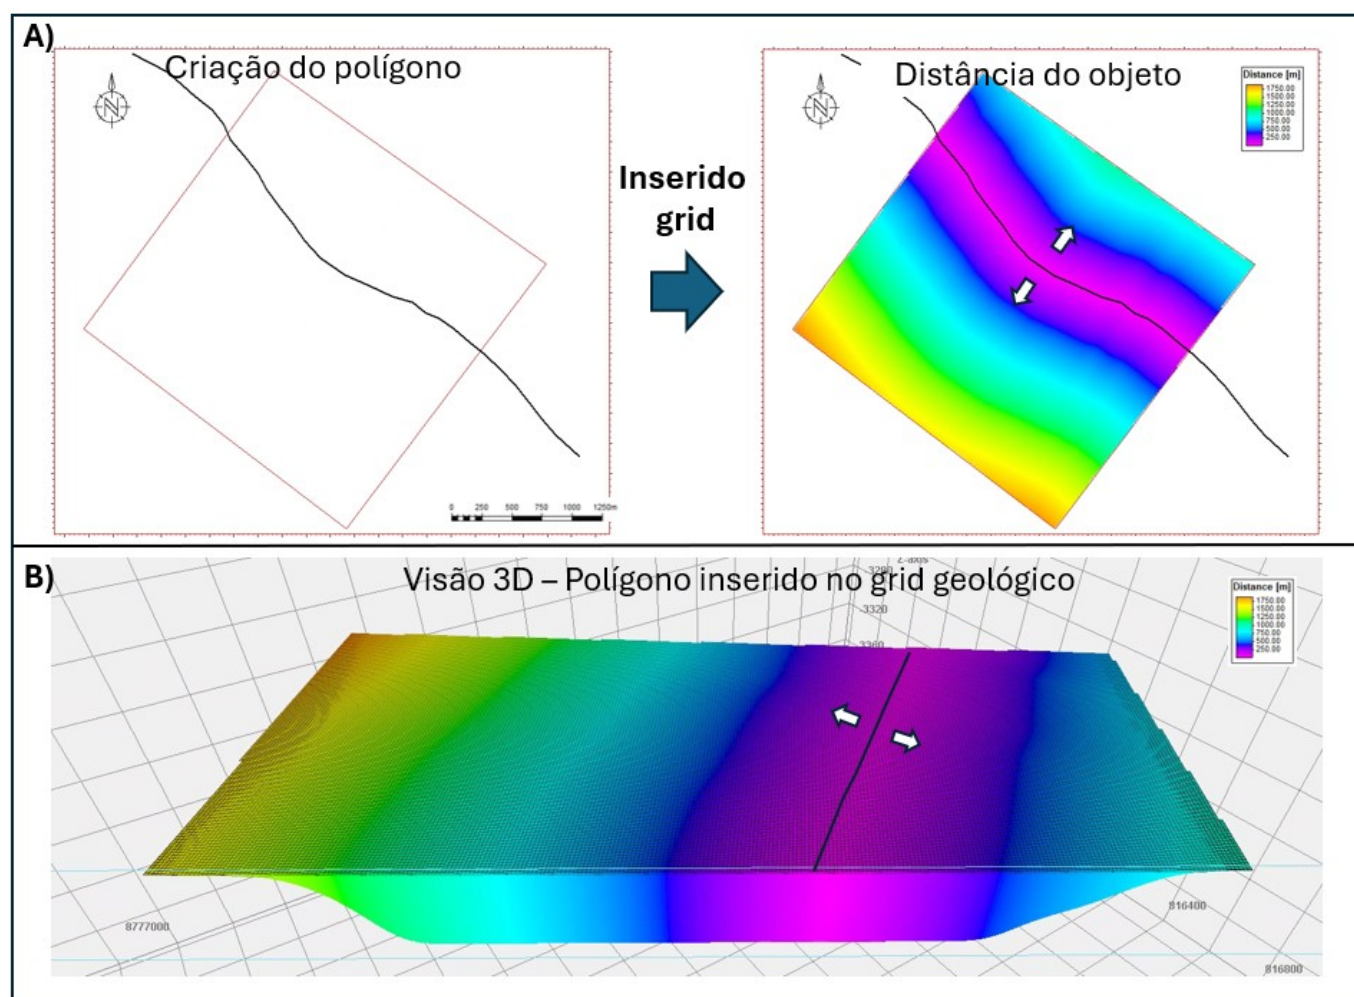 A)
Criação do polígono
N
0 250 500 750 1000 1250m
Inserido
grid
Distância do objeto
N
Distance [m]
1750.00
1500.00
1250.00
1000.00
750.00
500.00
250.00
B)
Visão 3D – Polígono inserido no grid geológico
Z-axis
3280
3320
3360
Distance [m]
1750.00
1500.00
1250.00
1000.00
750.00
500.00
250.00
8777000
816400
816800